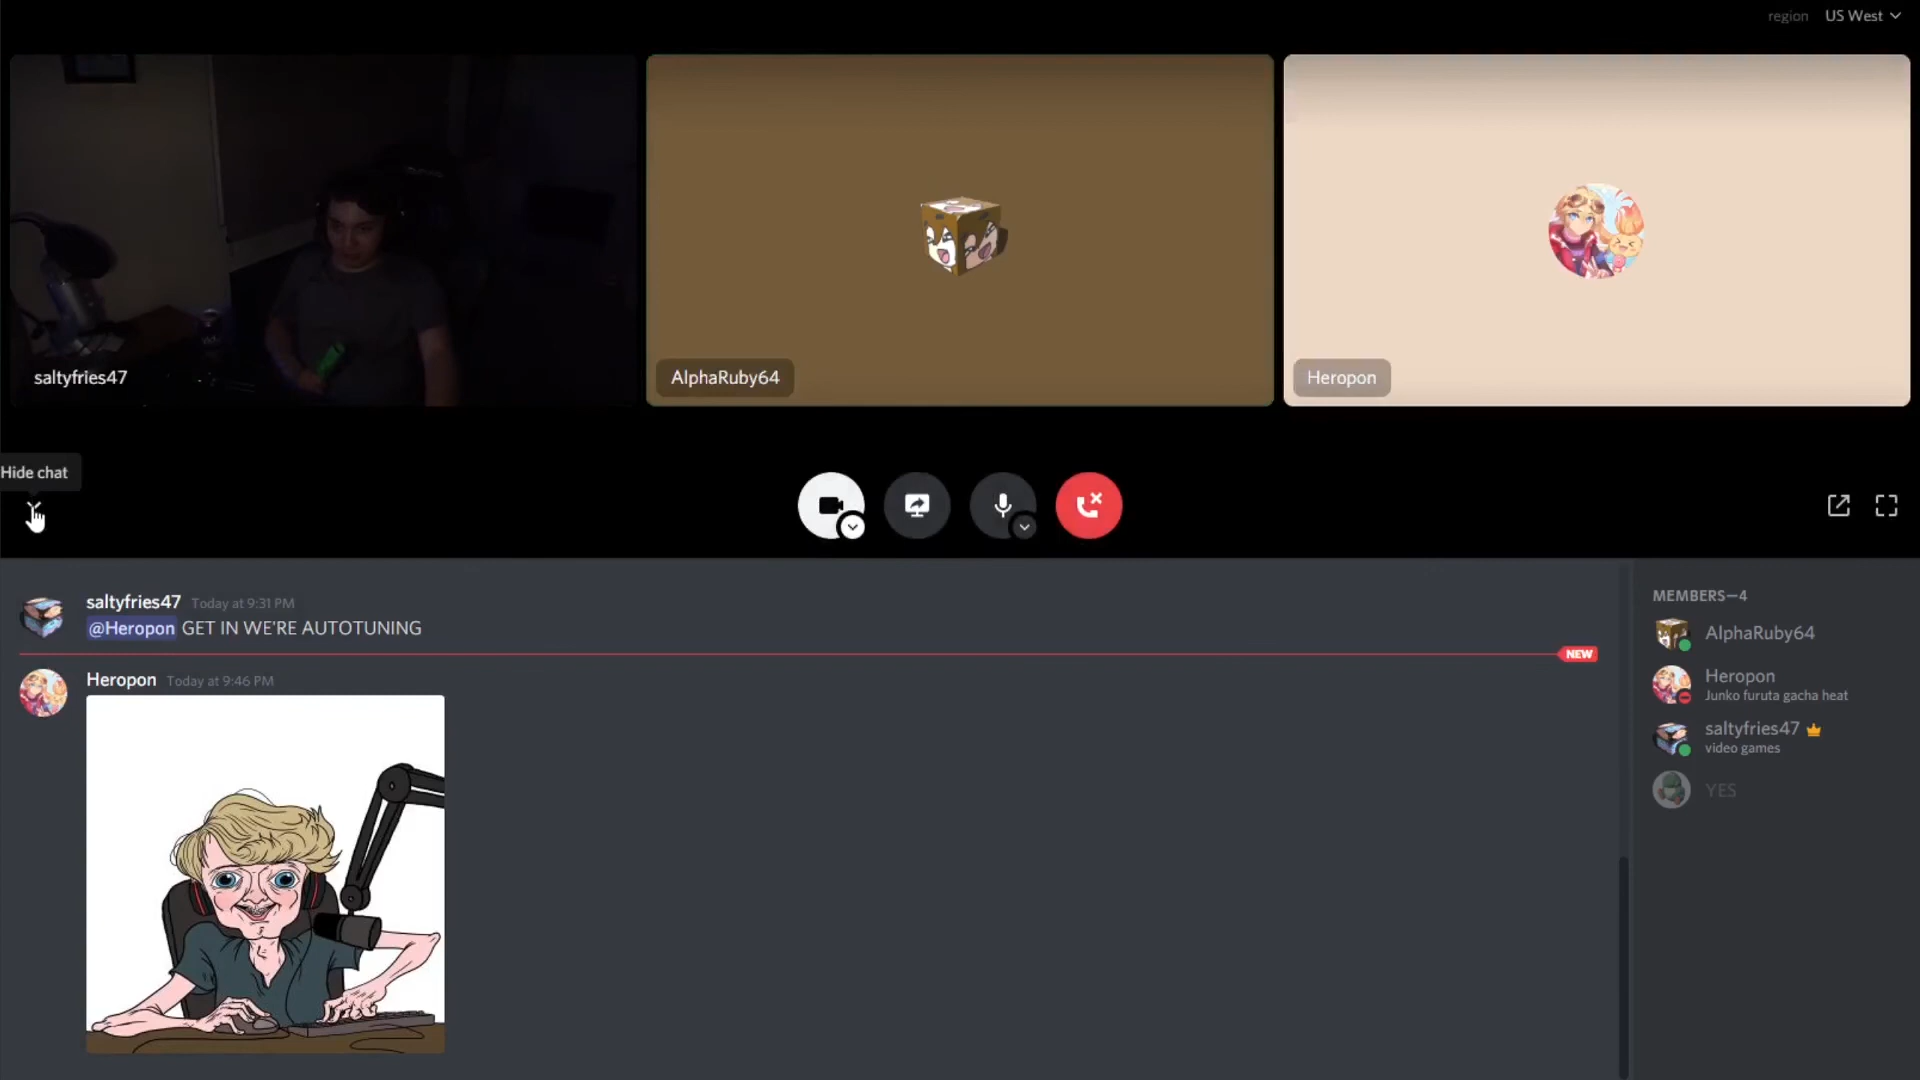 region US West
saltyfries47
AlphaRuby64
Heropon
Hide chat
saltyfries47 Today at 9:31 PM
@Heropon GET IN WE'RE AUTOTUNING
NEW
Heropon Today at 9:46 PM
MEMBERS—4
AlphaRuby64
Heropon
Junko furuta gacha heat
saltyfries47
video games
YES